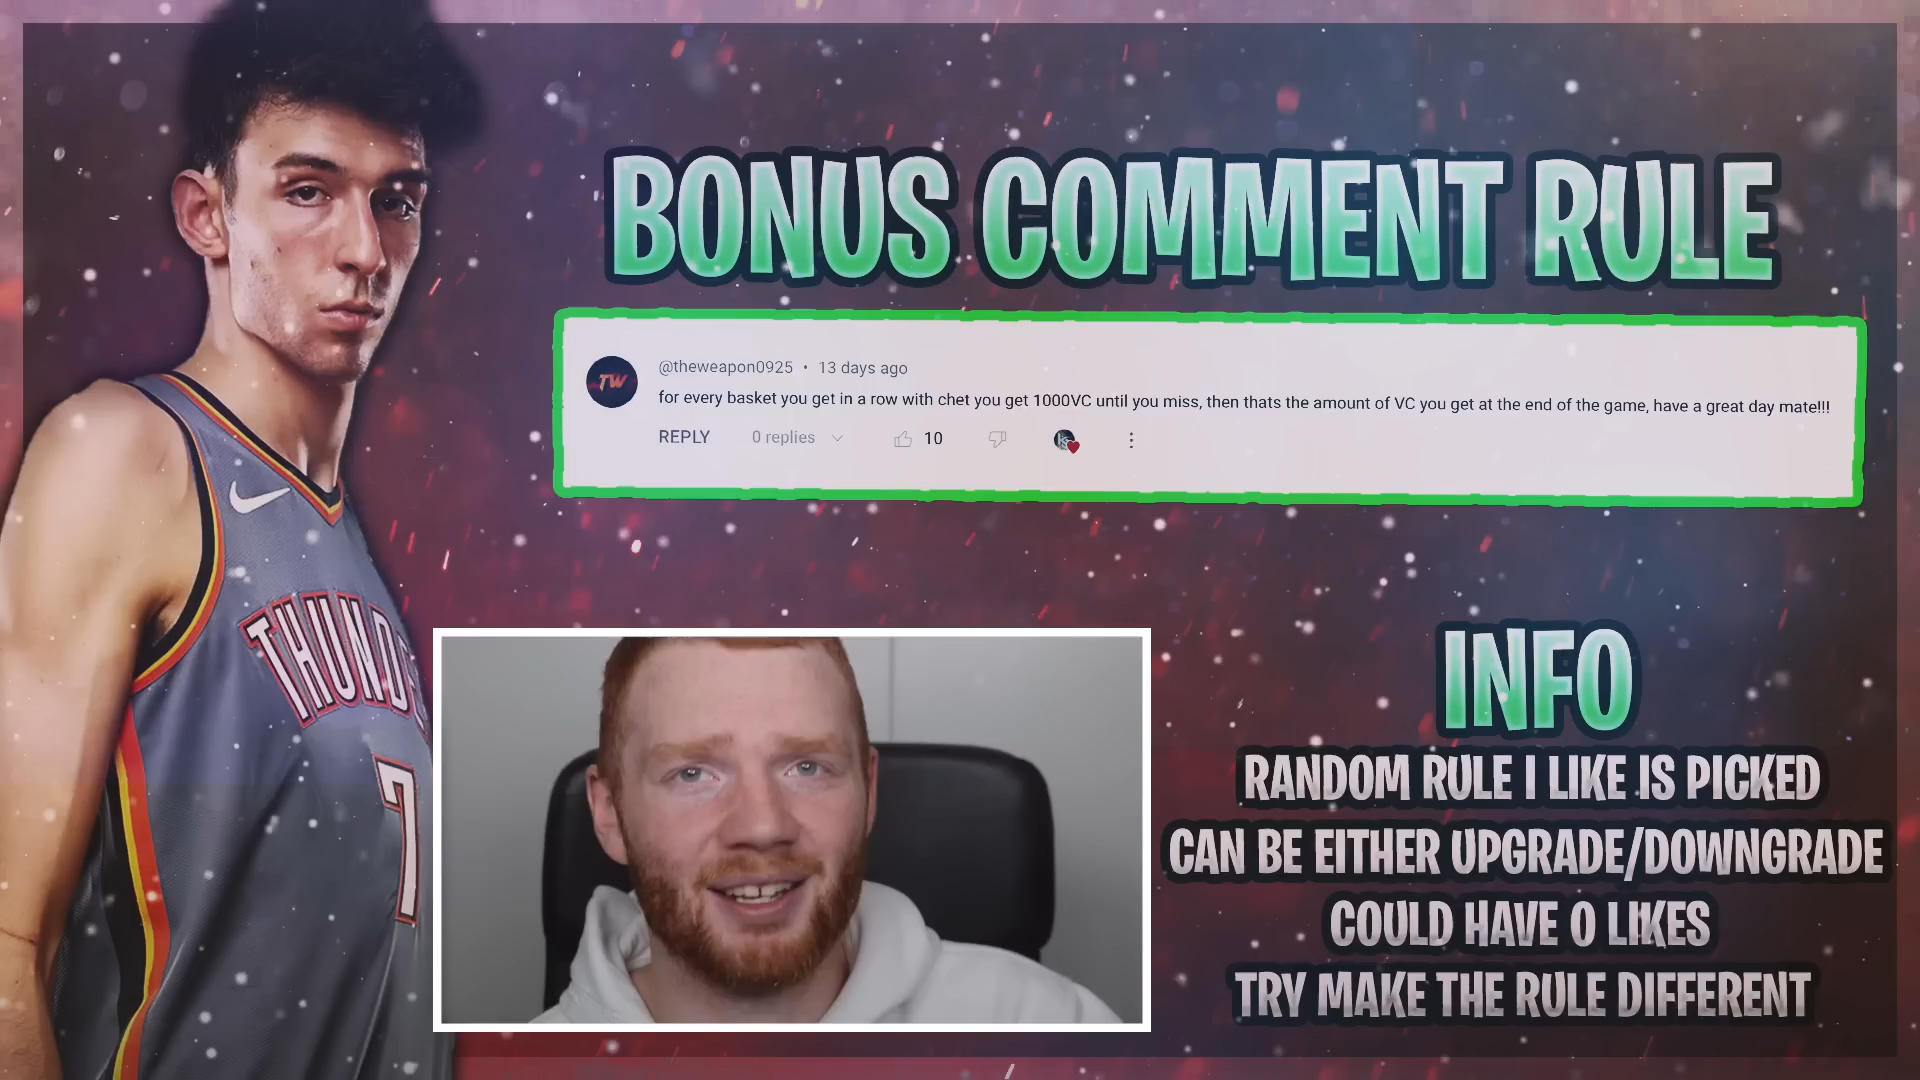 BONUS COMMENT RULE
TW
@theweapon0925 • 13 days ago
for every basket you get in a row with chet you get 1000VC until you miss, then thats the amount of VC you get at the end of the game, have a great day mate!!!
REPLY 0 replies 10
THUNDE
7
INFO
RANDOM RULE I LIKE IS PICKED
CAN BE EITHER UPGRADE/DOWNGRADE
COULD HAVE 0 LIKES
TRY MAKE THE RULE DIFFERENT